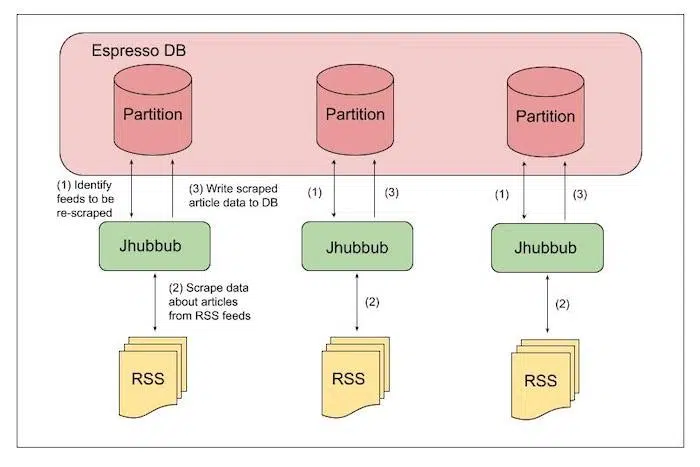 Espresso DB
Partition
Partition
Partition
(1) Identify
feeds to be
re-scraped
(3) Write scraped
article data to DB
(1)
(3)
(1)
(3)
Jhubbub
Jhubbub
Jhubbub
(2) Scrape data
about articles
from RSS feeds
(2)
(2)
RSS
RSS
RSS